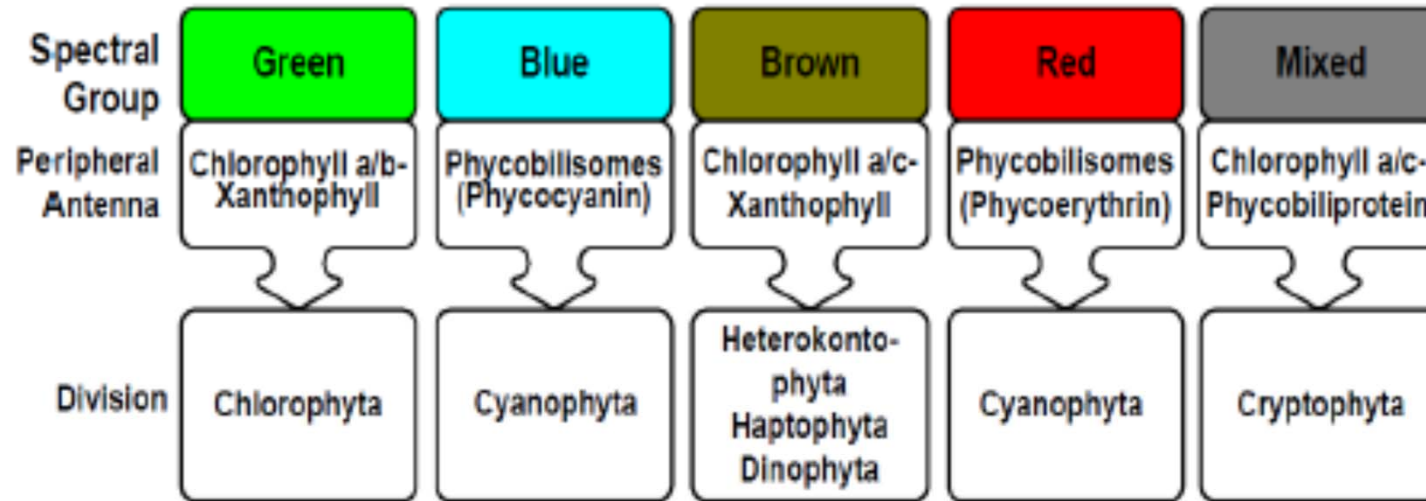 Spectral
Group
Green
Blue
Brown
Red
Mixed
Peripheral
Antenna
Chlorophyll a/b-
Xanthophyll
Phycobilisomes
(Phycocyanin)
Chlorophyll a/c-
Xanthophyll
Phycobilisomes
(Phycoerythrin)
Chlorophyll a/c-
Phycobiliprotein
Division
Chlorophyta
Cyanophyta
Heterokonto-
phyta
Haptophyta
Dinophyta
Cyanophyta
Cryptophyta